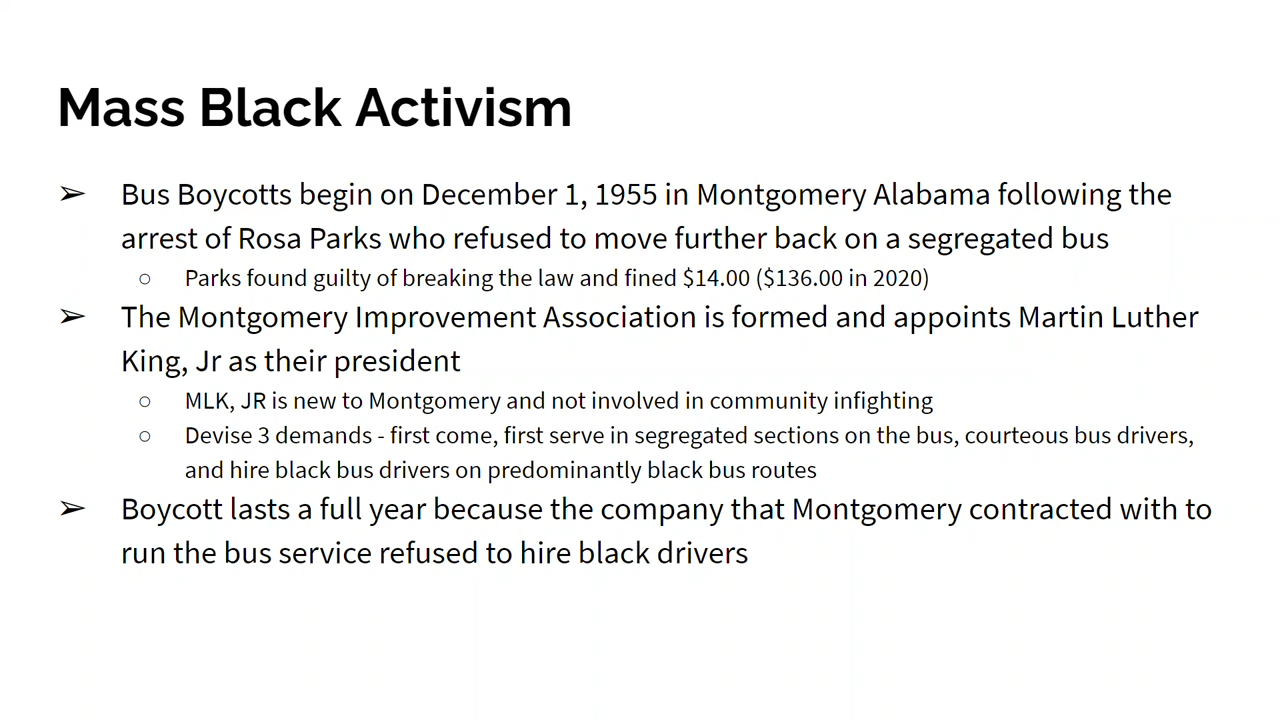 Mass Black Activism
➢ Bus Boycotts begin on December 1, 1955 in Montgomery Alabama following the
arrest of Rosa Parks who refused to move further back on a segregated bus
○ Parks found guilty of breaking the law and fined $14.00 ($136.00 in 2020)
➢ The Montgomery Improvement Association is formed and appoints Martin Luther
King, Jr as their president
○ MLK, JR is new to Montgomery and not involved in community infighting
○ Devise 3 demands - first come, first serve in segregated sections on the bus, courteous bus drivers,
and hire black bus drivers on predominantly black bus routes
➢ Boycott lasts a full year because the company that Montgomery contracted with to
run the bus service refused to hire black drivers